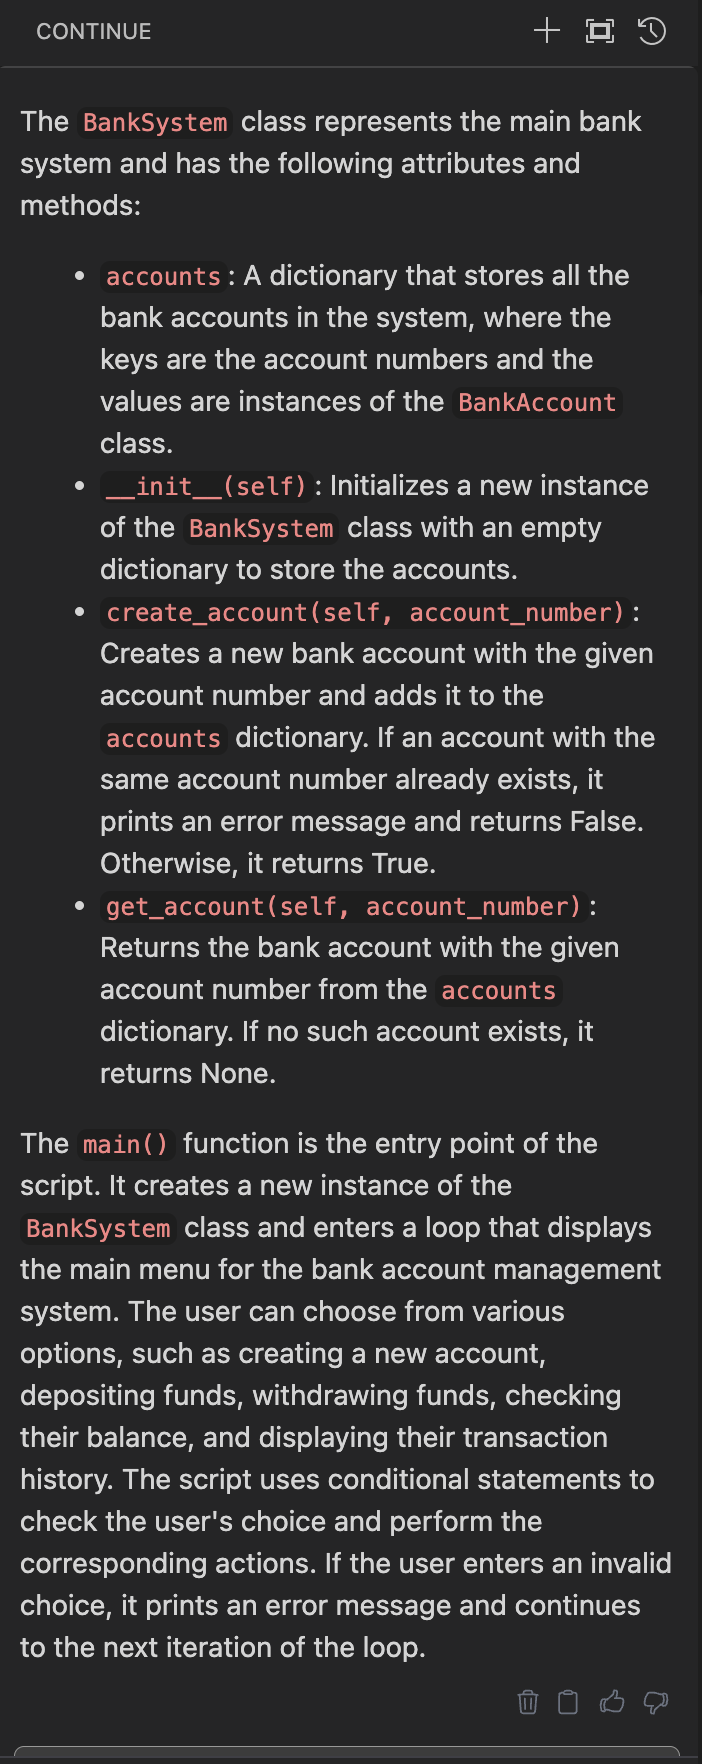 CONTINUE
The BankSystem class represents the main bank
system and has the following attributes and
methods:
• accounts: A dictionary that stores all the
bank accounts in the system, where the
keys are the account numbers and the
values are instances of the BankAccount
class.
• __init__(self): Initializes a new instance
of the BankSystem class with an empty
dictionary to store the accounts.
• create_account(self, account_number):
Creates a new bank account with the given
account number and adds it to the
accounts dictionary. If an account with the
same account number already exists, it
prints an error message and returns False.
Otherwise, it returns True.
• get_account(self, account_number):
Returns the bank account with the given
account number from the accounts
dictionary. If no such account exists, it
returns None.
The main() function is the entry point of the
script. It creates a new instance of the
BankSystem class and enters a loop that displays
the main menu for the bank account management
system. The user can choose from various
options, such as creating a new account,
depositing funds, withdrawing funds, checking
their balance, and displaying their transaction
history. The script uses conditional statements to
check the user's choice and perform the
corresponding actions. If the user enters an invalid
choice, it prints an error message and continues
to the next iteration of the loop.